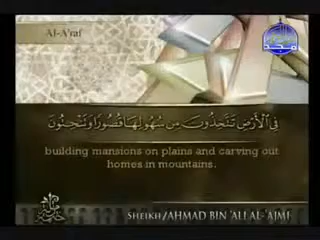 Al-A'raf
فِي الْأَرْضِ تَتَّخِذُونَ مِن سُهُولِهَا قُصُورًا وَتَنْحِتُونَ
building mansions on plains and carving out
homes in mountains.
SHEIKH/AHMAD BIN 'ALI AL-'AJMI